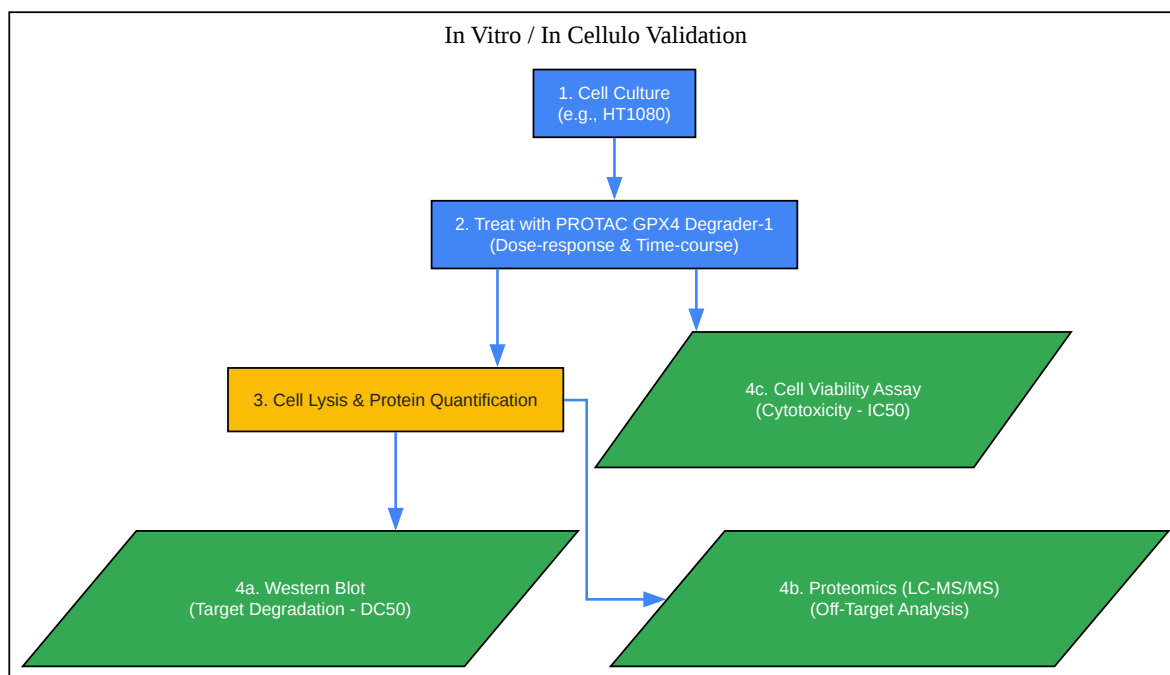 In Vitro / In Cellulo Validation
1. Cell Culture
(e.g., HT1080)
2. Treat with PROTAC GPX4 Degrader-1
(Dose-response & Time-course)
3. Cell Lysis & Protein Quantification
4c. Cell Viability Assay
(Cytotoxicity - IC50)
4a. Western Blot
(Target Degradation - DC50)
4b. Proteomics (LC-MS/MS)
(Off-Target Analysis)